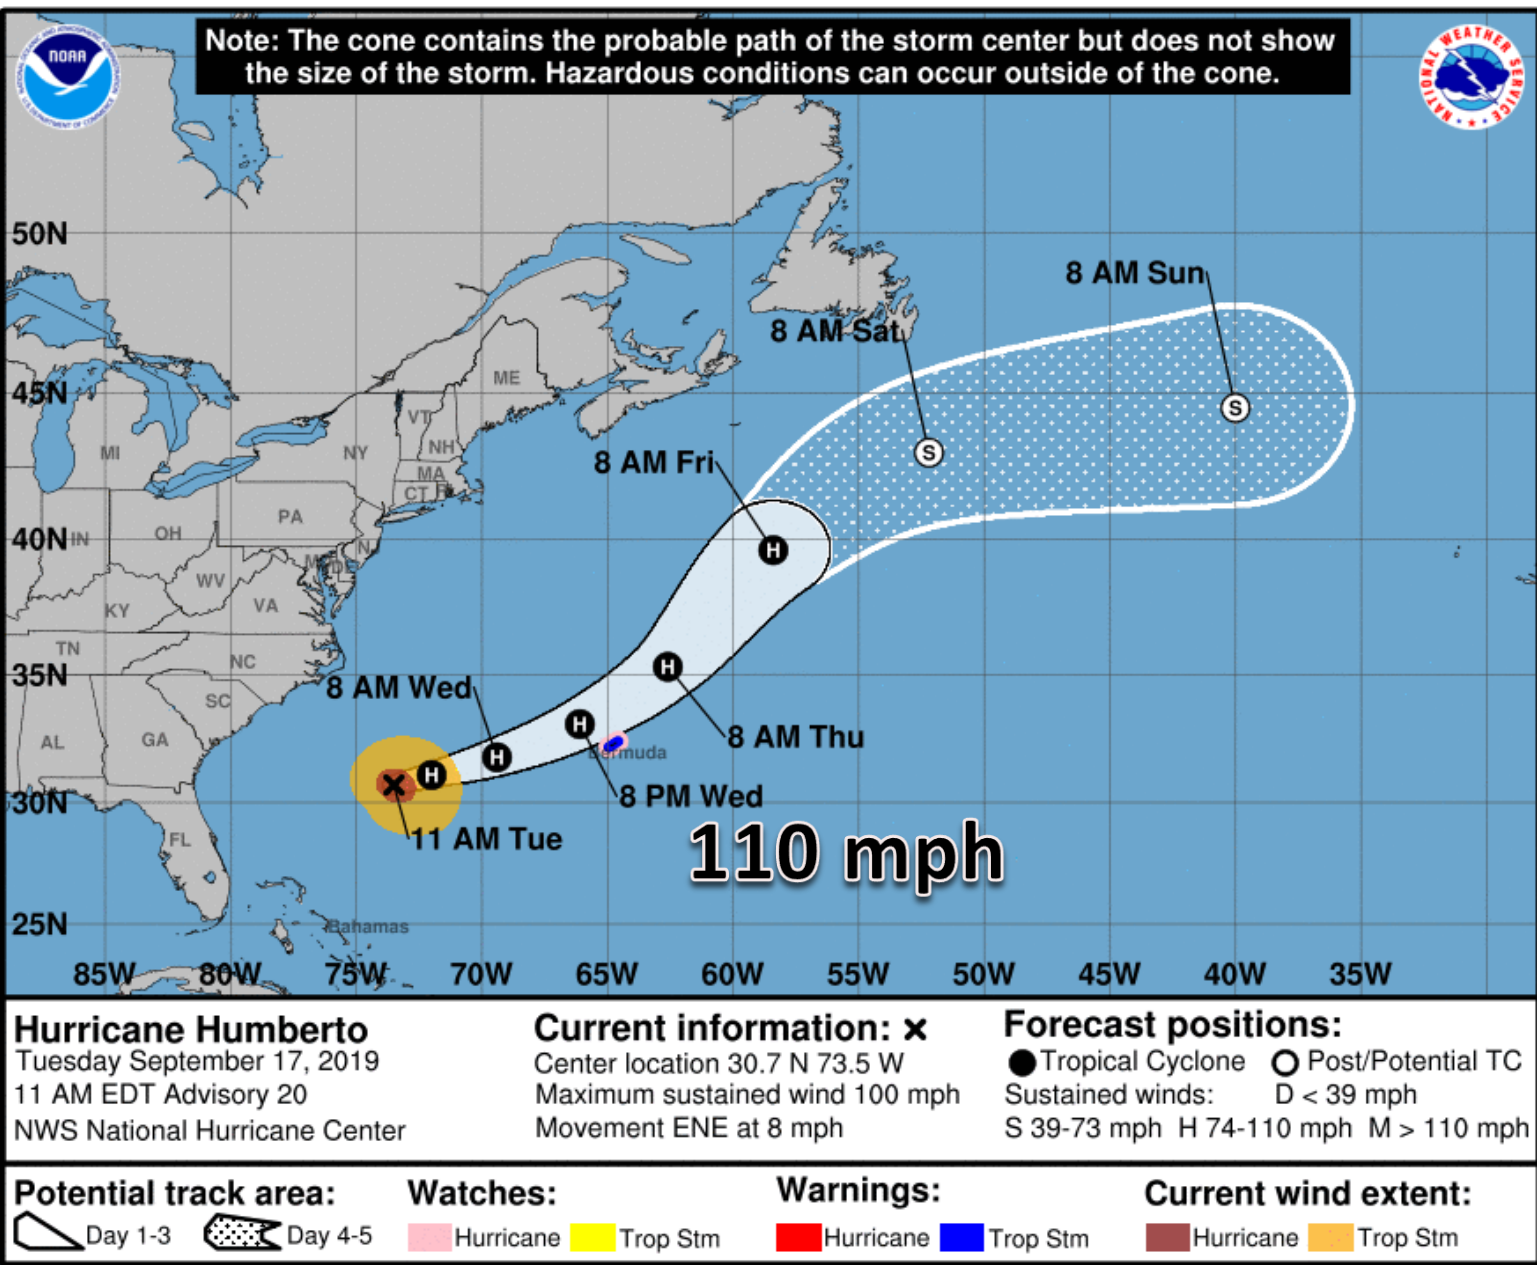 Note: The cone contains the probable path of the storm center but does not show
the size of the storm. Hazardous conditions can occur outside of the cone.
NOAA
NATIONAL WEATHER SERVICE
50N
8 AM Sun
8 AM Sat
45N
ME
VT
NH
MI
NY
MA
CT
8 AM Fri
S
S
PA
OH
IN
40N
H
WV
VA
KY
TN
NC
35N
H
8 AM Wed
SC
AL
GA
H
8 AM Thu
H
Bermuda
H
8 PM Wed
30N
11 AM Tue
FL
110 mph
25N
Bahamas
85W 80W 75W 70W 65W 60W 55W 50W 45W 40W 35W
Hurricane Humberto
Tuesday September 17, 2019
11 AM EDT Advisory 20
NWS National Hurricane Center
Current information: ×
Center location 30.7 N 73.5 W
Maximum sustained wind 100 mph
Movement ENE at 8 mph
Forecast positions:
Tropical Cyclone Post/Potential TC
Sustained winds: D < 39 mph
S 39-73 mph H 74-110 mph M > 110 mph
Potential track area:
Day 1-3 Day 4-5
Watches:
Hurricane Trop Stm
Warnings:
Hurricane Trop Stm
Current wind extent:
Hurricane Trop Stm